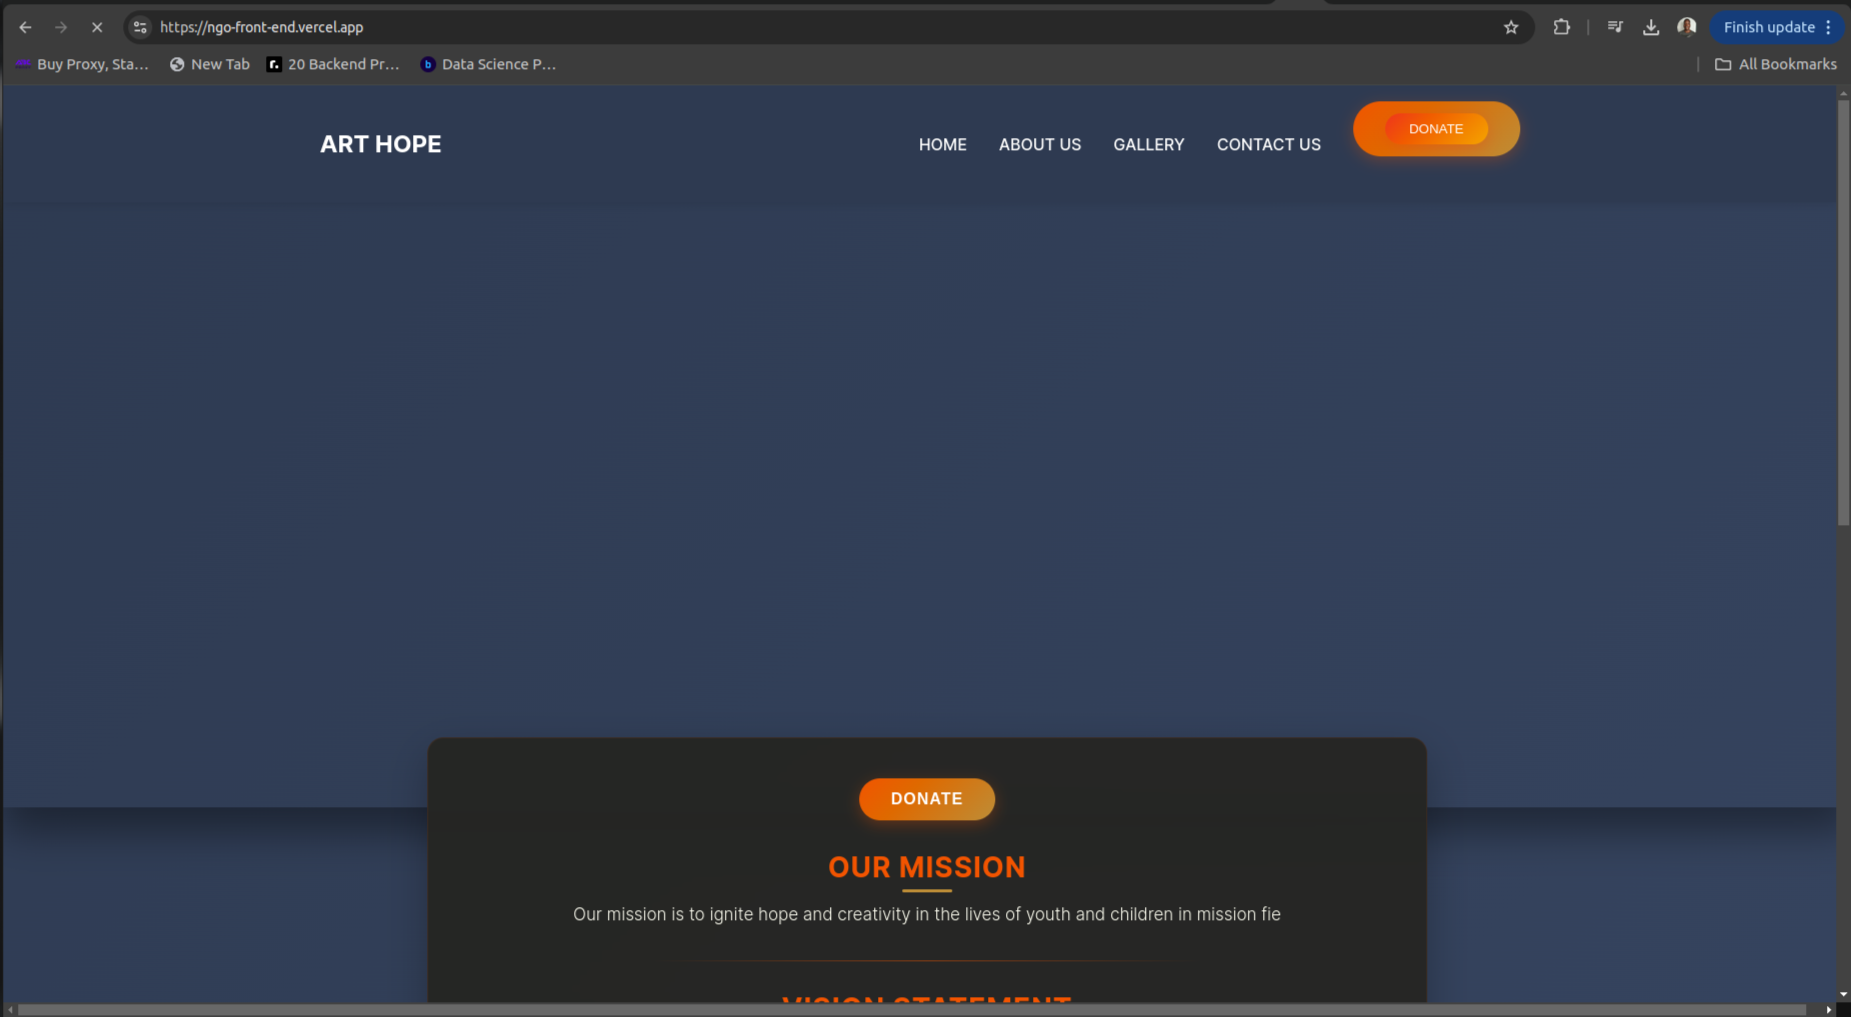 https://ngo-front-end.vercel.app
Finish update
Buy Proxy, Sta...
New Tab
r.
20 Backend Pr...
b
Data Science P...
All Bookmarks
ART HOPE
HOME
ABOUT US
GALLERY
CONTACT US
DONATE
DONATE
OUR MISSION
Our mission is to ignite hope and creativity in the lives of youth and children in mission fie
VISION STATEMENT